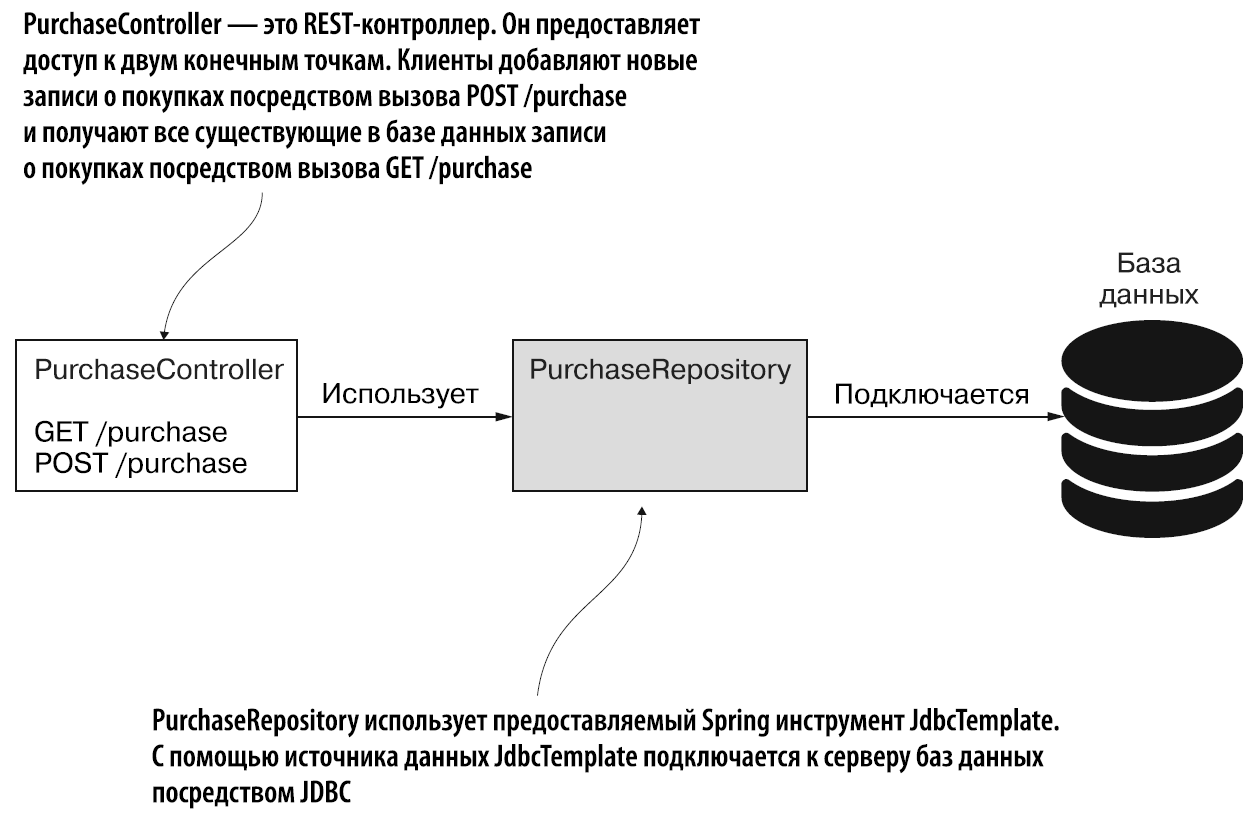 PurchaseController — это REST-контроллер. Он предоставляет
доступ к двум конечным точкам. Клиенты добавляют новые
записи о покупках посредством вызова POST /purchase
и получают все существующие в базе данных записи
о покупках посредством вызова GET /purchase
База
данных
PurchaseController
GET /purchase
POST /purchase
Использует
PurchaseRepository
Подключается
PurchaseRepository использует предоставляемый Spring инструмент JdbcTemplate.
С помощью источника данных JdbcTemplate подключается к серверу баз данных
посредством JDBC